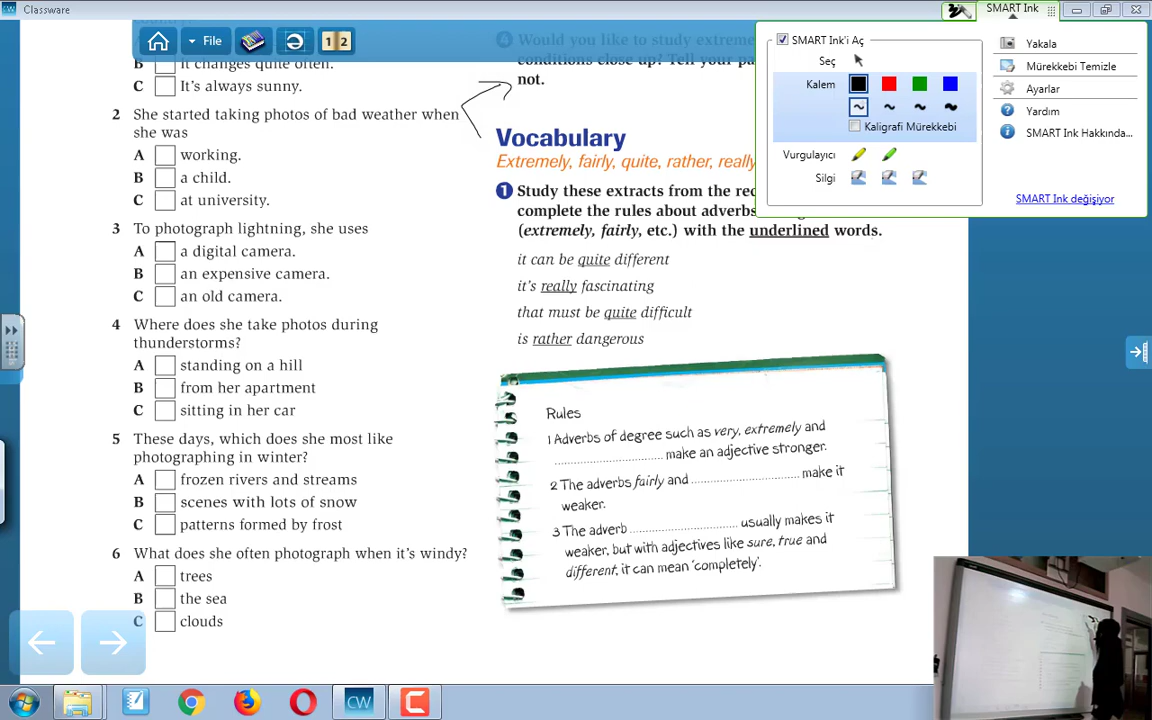 Classware
SMART Ink
File
1 2
SMART Ink'i Aç
Seç
Kalem
Kaligrafi Mürekkebi
Vurgulayıcı
Silgi
Yakala
Mürekkebi Temizle
Ayarlar
Yardım
SMART Ink Hakkında...
SMART Ink değişiyor
B It changes quite often.
C It's always sunny.
2 She started taking photos of bad weather when
she was
A working.
B a child.
C at university.
3 To photograph lightning, she uses
A a digital camera.
B an expensive camera.
C an old camera.
4 Where does she take photos during
thunderstorms?
A standing on a hill
B from her apartment
C sitting in her car
5 These days, which does she most like
photographing in winter?
A frozen rivers and streams
B scenes with lots of snow
C patterns formed by frost
6 What does she often photograph when it's windy?
A trees
B the sea
C clouds
4 Would you like to study extreme
conditions close up? Tell your pa
not.
Vocabulary
Extremely, fairly, quite, rather, really
1 Study these extracts from the rec
complete the rules about adverbs
(extremely, fairly, etc.) with the underlined words.
it can be quite different
it's really fascinating
that must be quite difficult
is rather dangerous
Rules
1 Adverbs of degree such as very, extremely and
.............................. make an adjective stronger.
2 The adverbs fairly and .............................. make it
weaker.
3 The adverb .............................. usually makes it
weaker, but with adjectives like sure, true and
different, it can mean 'completely'.
CW